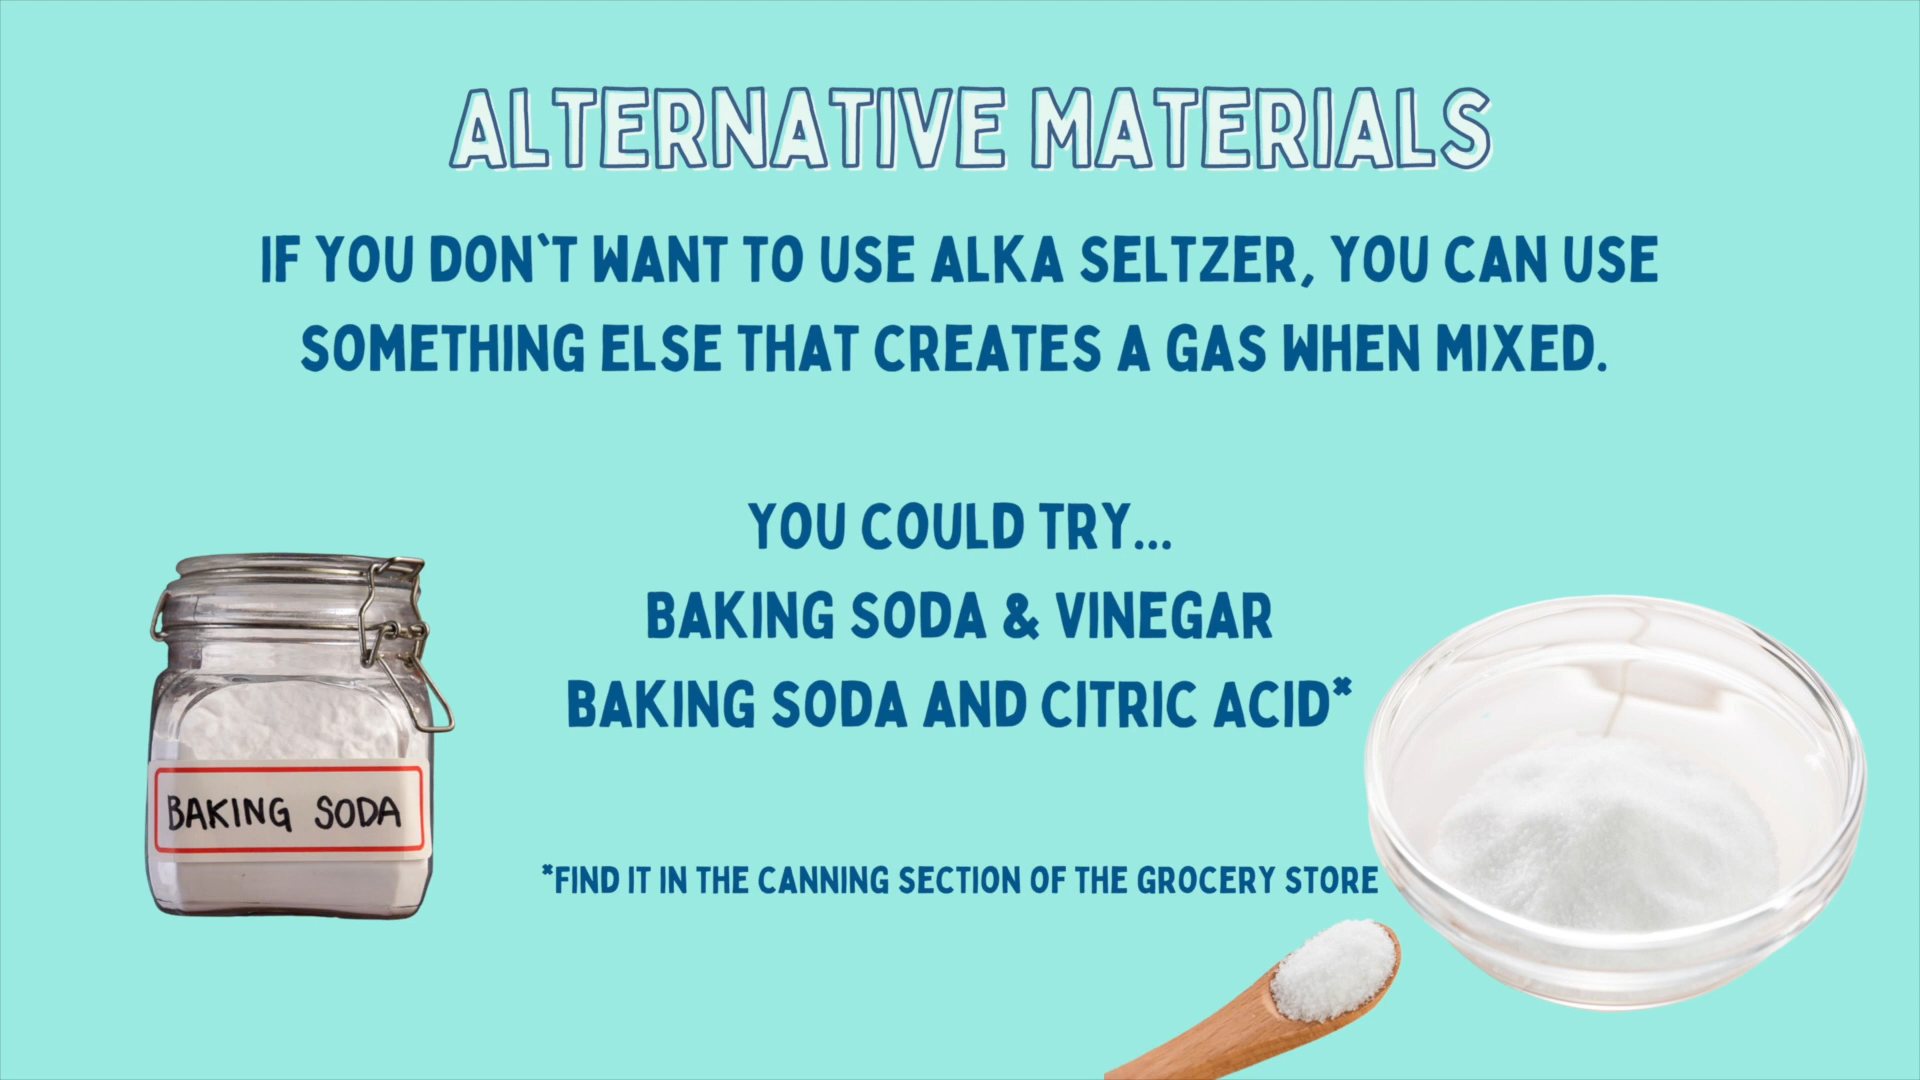 ALTERNATIVE MATERIALS
IF YOU DON'T WANT TO USE ALKA SELTZER, YOU CAN USE
SOMETHING ELSE THAT CREATES A GAS WHEN MIXED.
YOU COULD TRY...
BAKING SODA & VINEGAR
BAKING SODA AND CITRIC ACID*
BAKING SODA
*FIND IT IN THE CANNING SECTION OF THE GROCERY STORE